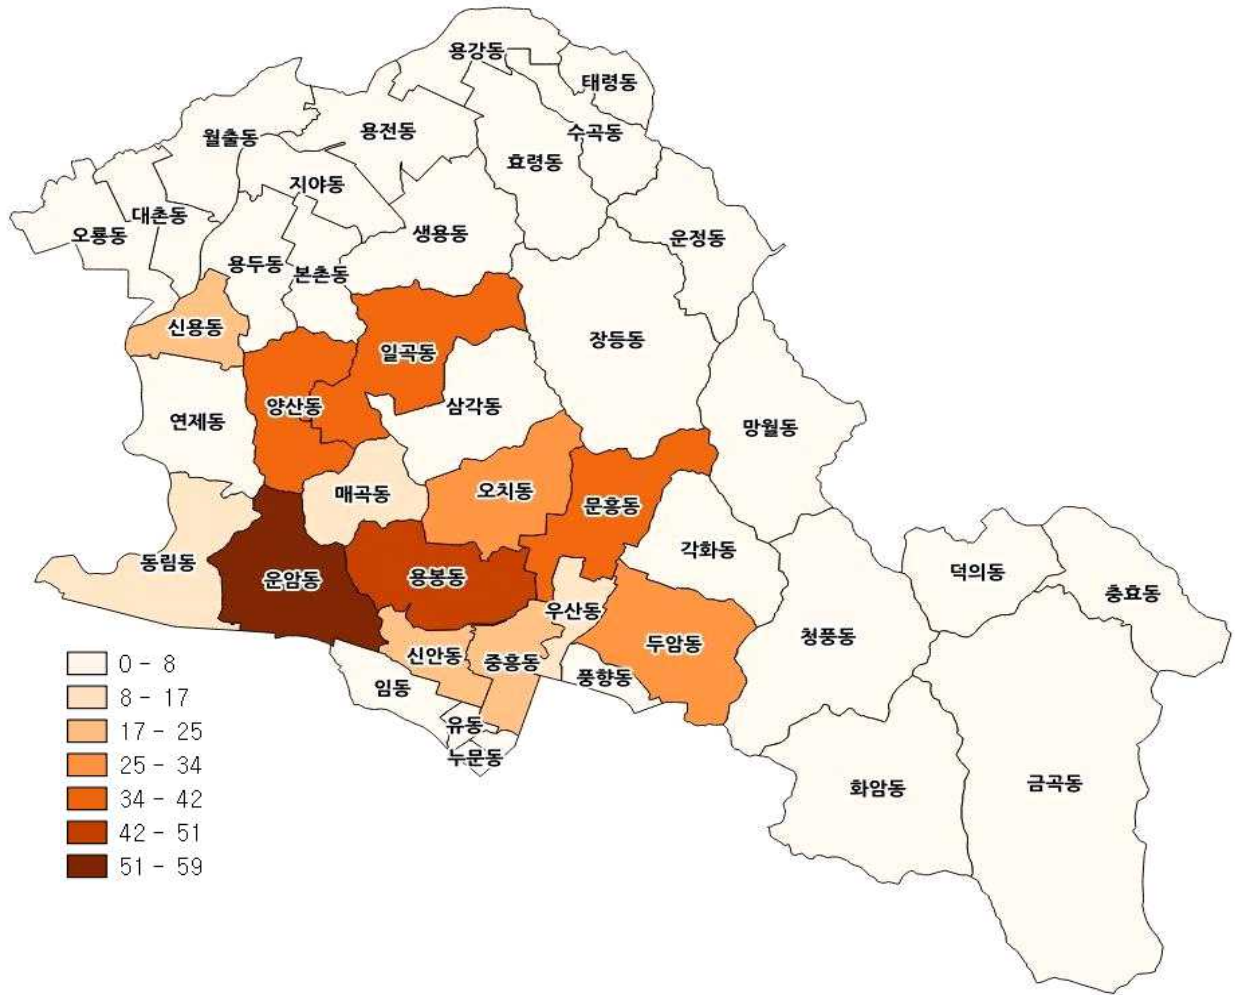 용강동
태령동
수곡동
용전동
월출동
효령동
지야동
대촌동
오룡동
생용동
운정동
용두동
본촌동
신용동
장등동
일곡동
양산동
삼각동
연제동
망월동
매곡동
오치동
문흥동
각화동
동림동
운암동
용봉동
덕의동
충효동
우산동
청풍동
두암동
신안동
중흥동
풍향동
임동
유동
누문동
화암동
금곡동
0 - 8
8 - 17
17 - 25
25 - 34
34 - 42
42 - 51
51 - 59